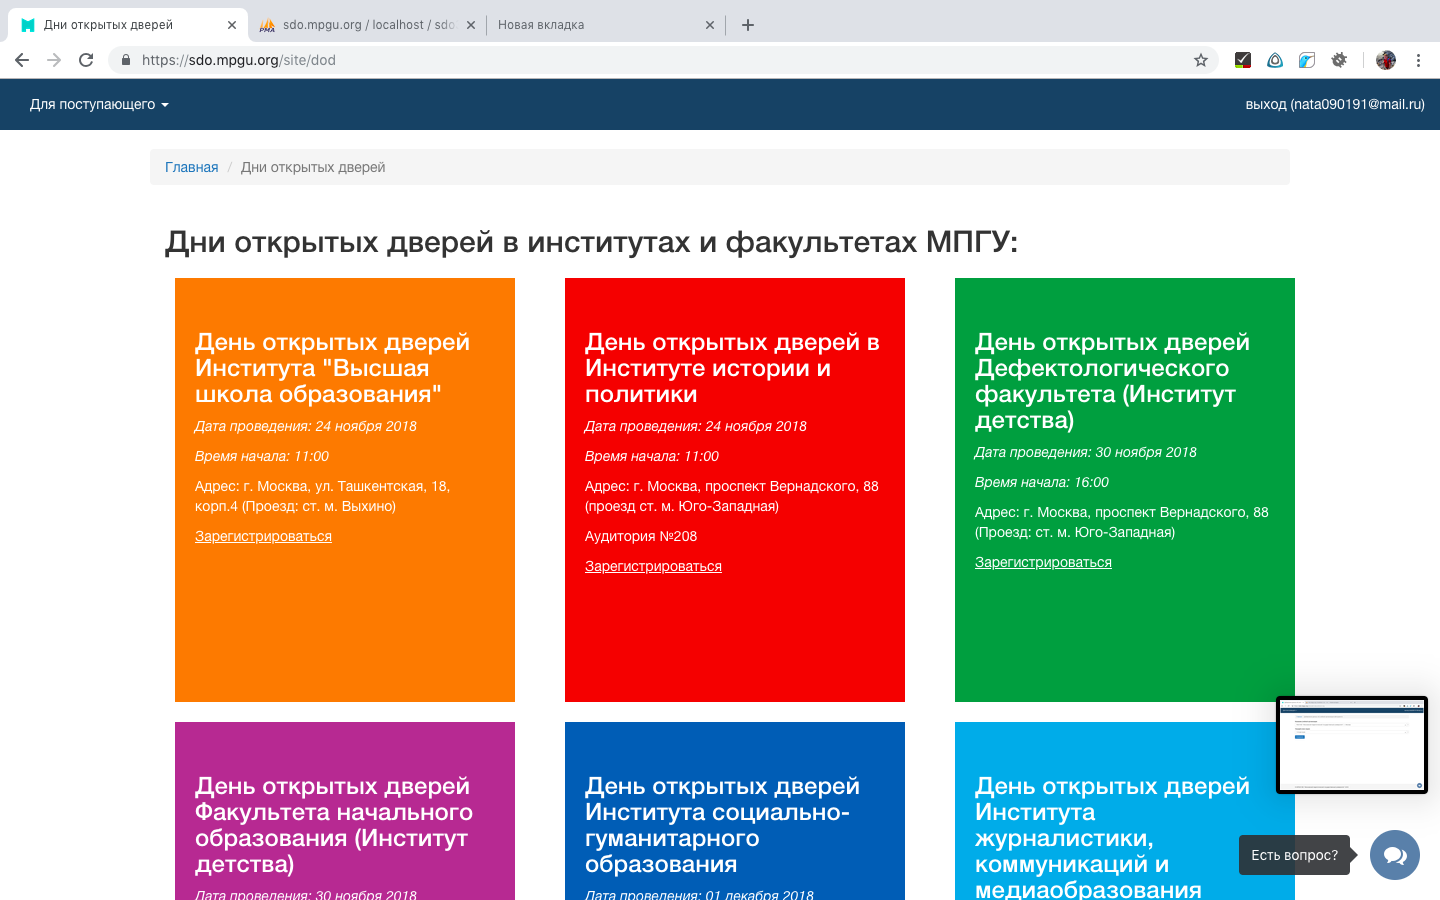 Дни открытых дверей
sdo.mpgu.org / localhost / sdo
Новая вкладка
https://sdo.mpgu.org/site/dod
Для поступающего
выход (nata090191@mail.ru)
Главная / Дни открытых дверей
Дни открытых дверей в институтах и факультетах МПГУ:
День открытых дверей
Института "Высшая
школа образования"
Дата проведения: 24 ноября 2018
Время начала: 11:00
Адрес: г. Москва, ул. Ташкентская, 18,
корп.4 (Проезд: ст. м. Выхино)
Зарегистрироваться
День открытых дверей в
Институте истории и
политики
Дата проведения: 24 ноября 2018
Время начала: 11:00
Адрес: г. Москва, проспект Вернадского, 88
(проезд ст. м. Юго-Западная)
Аудитория №208
Зарегистрироваться
День открытых дверей
Дефектологического
факультета (Институт
детства)
Дата проведения: 30 ноября 2018
Время начала: 16:00
Адрес: г. Москва, проспект Вернадского, 88
(Проезд: ст. м. Юго-Западная)
Зарегистрироваться
День открытых дверей
Факультета начального
образования (Институт
детства)
Дата проведения: 30 ноября 2018
День открытых дверей
Института социально-
гуманитарного
образования
Дата проведения: 01 декабря 2018
День открытых дверей
Института
журналистики,
коммуникаций и
медиаобразования
Есть вопрос?